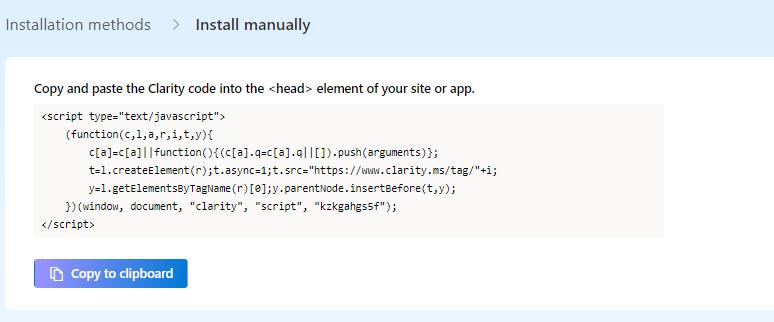 Installation methods > Install manually
Copy and paste the Clarity code into the <head> element of your site or app.
<script type="text/javascript">
(function(c,l,a,r,i,t,y){
c[a]=c[a]||function(){(c[a].q=c[a].q||[]).push(arguments)};
t=l.createElement(r);t.async=1;t.src="https://www.clarity.ms/tag/"+i;
y=l.getElementsByTagName(r)[0];y.parentNode.insertBefore(t,y);
})(window, document, "clarity", "script", "kzkgahgs5f");
</script>
Copy to clipboard